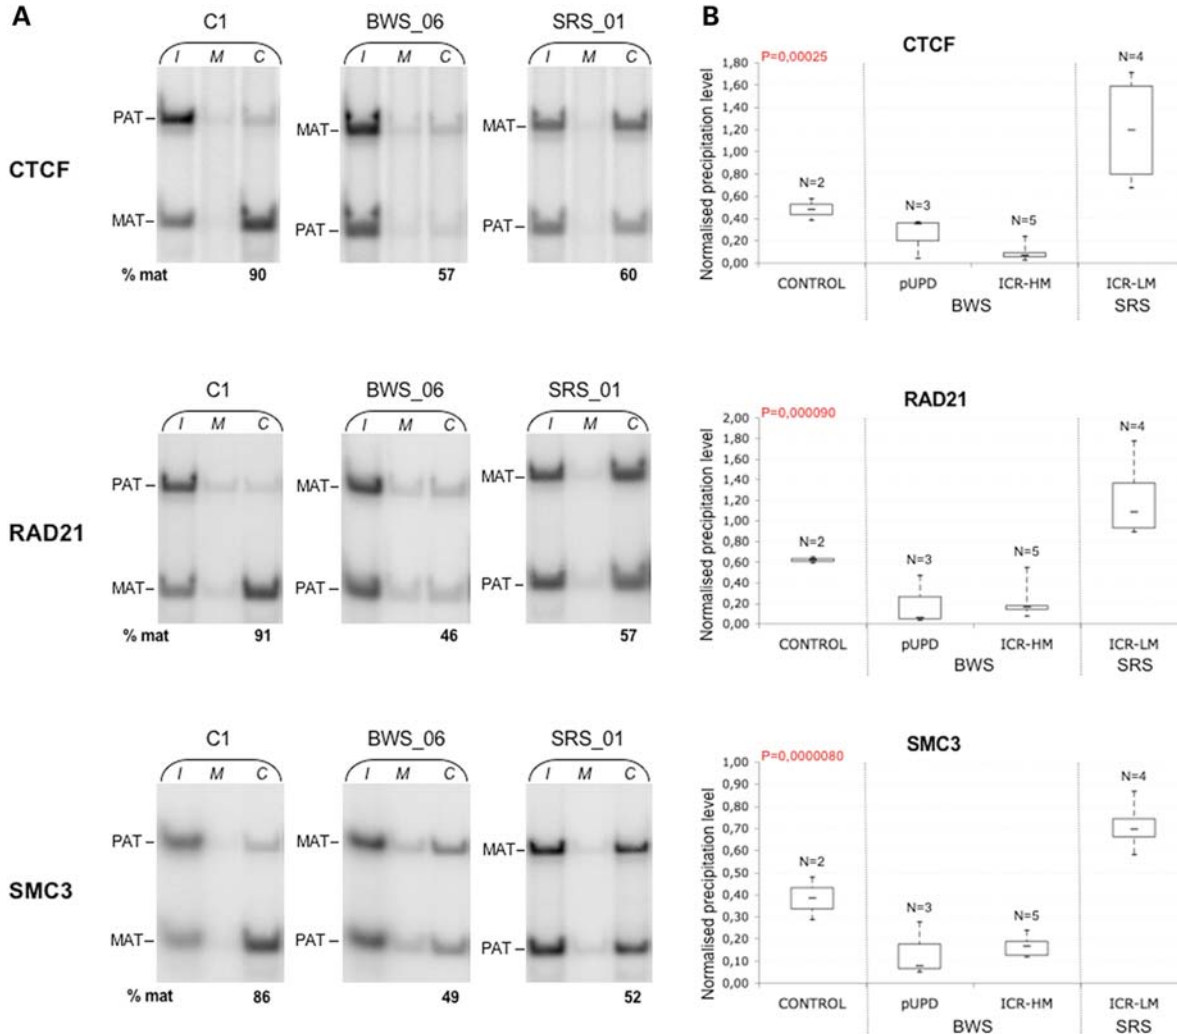 A
C1 BWS_06 SRS_01
I M C I M C I M C
PAT
MAT
MAT
CTCF
MAT
PAT
PAT
% mat 90 57 60
C1 BWS_06 SRS_01
I M C I M C I M C
MAT
PAT
MAT
RAD21
MAT
PAT
PAT
% mat 91 46 57
C1 BWS_06 SRS_01
I M C I M C I M C
PAT
MAT
MAT
SMC3
MAT
PAT
PAT
% mat 86 49 52
B
CTCF
P=0,00025
Normalised precipitation level
1,80
1,60
1,40
1,20
1,00
0,80
0,60
0,40
0,20
0,00
N=2
N=3
N=5
N=4
CONTROL pUPD ICR-HM ICR-LM
BWS SRS
RAD21
P=0,000090
Normalised precipitation level
2,00
1,80
1,60
1,40
1,20
1,00
0,80
0,60
0,40
0,20
0,00
N=2
N=3
N=5
N=4
CONTROL pUPD ICR-HM ICR-LM
BWS SRS
SMC3
P=0,0000080
Normalised precipitation level
1,00
0,90
0,80
0,70
0,60
0,50
0,40
0,30
0,20
0,10
0,00
N=2
N=3
N=5
N=4
CONTROL pUPD ICR-HM ICR-LM
BWS SRS